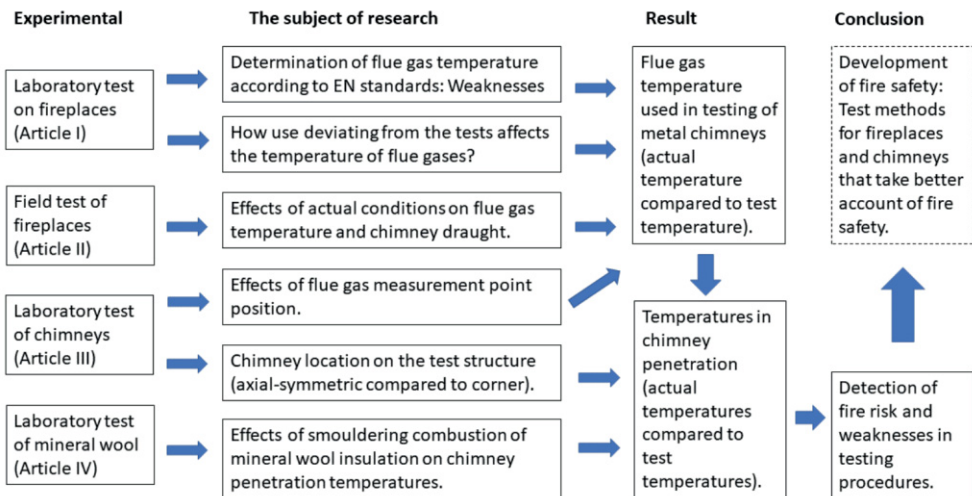 Experimental
The subject of research
Result
Conclusion
Laboratory test
on fireplaces
(Article I)
Field test of
fireplaces
(Article II)
Laboratory test
of chimneys
(Article III)
Laboratory test
of mineral wool
(Article IV)
Determination of flue gas temperature
according to EN standards: Weaknesses
How use deviating from the tests affects
the temperature of flue gases?
Effects of actual conditions on flue gas
temperature and chimney draught.
Effects of flue gas measurement point
position.
Chimney location on the test structure
(axial-symmetric compared to corner).
Effects of smouldering combustion of
mineral wool insulation on chimney
penetration temperatures.
Flue gas
temperature
used in testing of
metal chimneys
(actual
temperature
compared to test
temperature).
Temperatures in
chimney
penetration
(actual
temperatures
compared to
test
temperatures).
Development
of fire safety:
Test methods
for fireplaces
and chimneys
that take better
account of fire
safety.
Detection of
fire risk and
weaknesses in
testing
procedures.